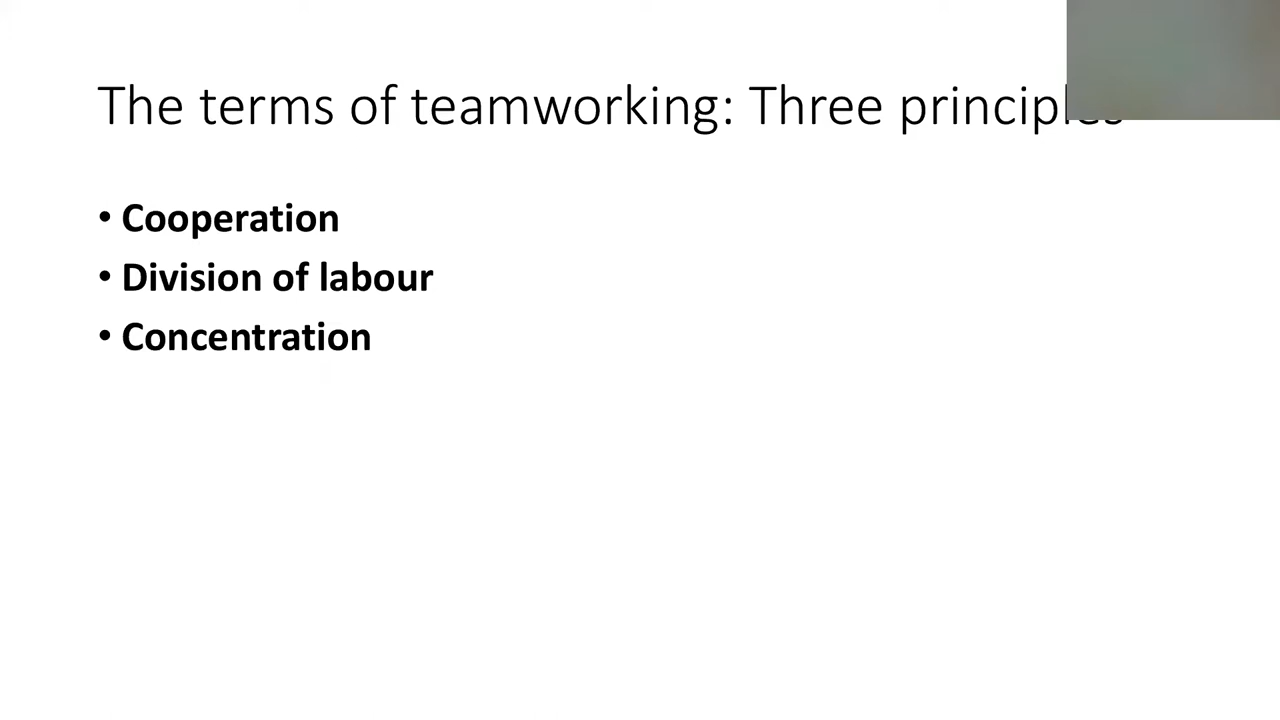 The terms of teamworking: Three principles
• Cooperation
• Division of labour
• Concentration